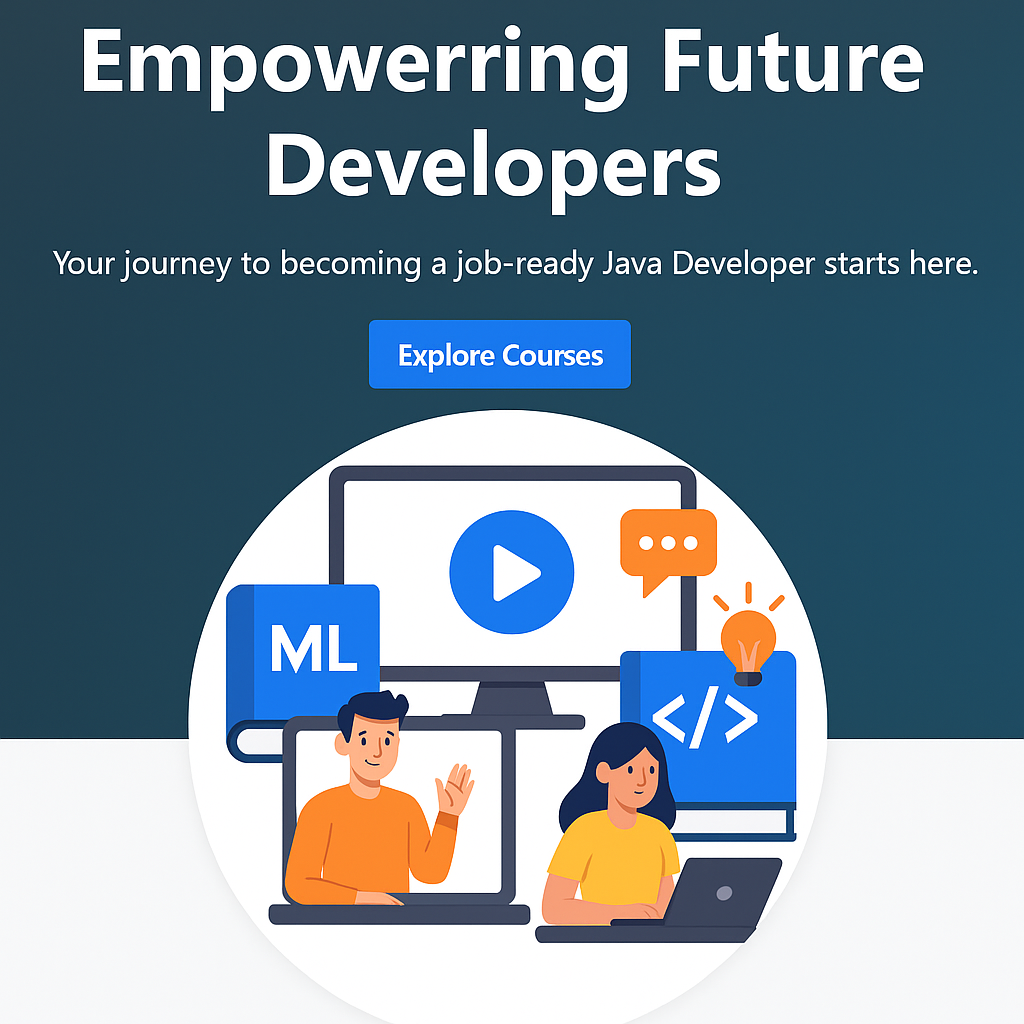 Empowerring Future
Developers
Your journey to becoming a job-ready Java Developer starts here.
Explore Courses
ML
</>